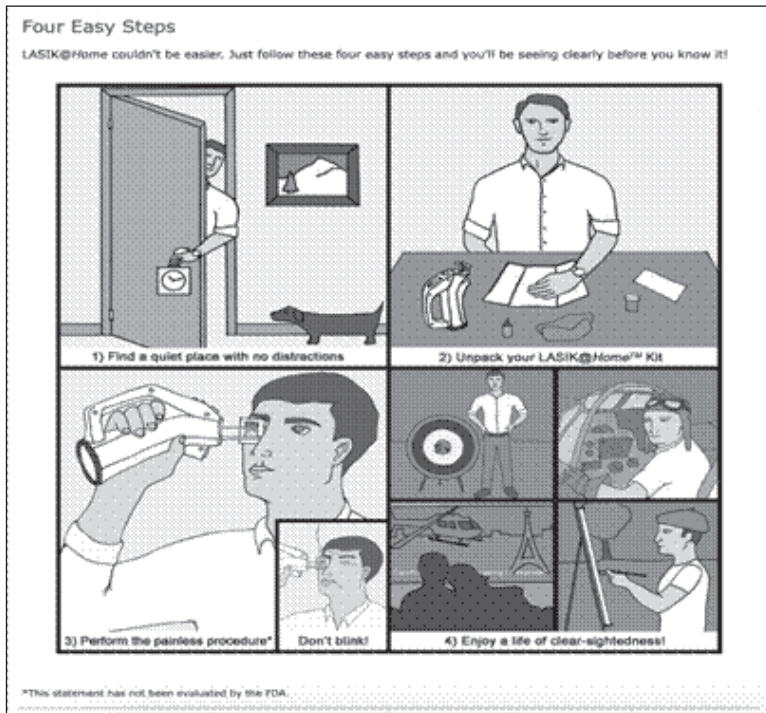 Four Easy Steps
LASIK@Home couldn't be easier. Just follow these four easy steps and you'll be seeing clearly before you know it!
1) Find a quiet place with no distractions
2) Unpack your LASIK@Home™ Kit
3) Perform the painless procedure*
Don't blink!
4) Enjoy a life of clear-sightedness!
*This statement has not been evaluated by the FDA.